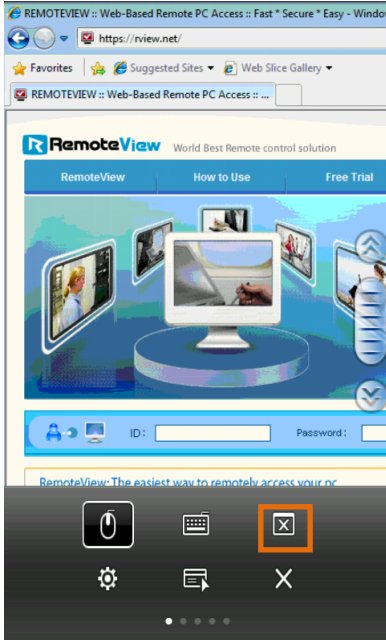 REMOTEVIEW :: Web-Based Remote PC Access :: Fast * Secure * Easy - Windo
https://rview.net/
Favorites Suggested Sites Web Slice Gallery
REMOTEVIEW :: Web-Based Remote PC Access :: ...
RemoteView World Best Remote control solution
RemoteView How to Use Free Trial
ID: Password:
RemoteView: The easiest way to remotely access your pc